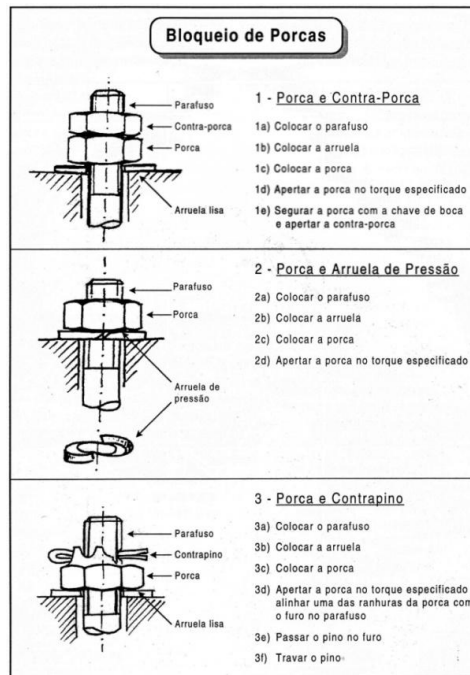 Bloqueio de Porcas
Parafuso
Contra-porca
Porca
Arruela lisa
1 - Porca e Contra-Porca
1a) Colocar o parafuso
1b) Colocar a arruela
1c) Colocar a porca
1d) Apertar a porca no torque especificado
1e) Segurar a porca com a chave de boca
e apertar a contra-porca
Parafuso
Porca
Arruela de
pressão
2 - Porca e Arruela de Pressão
2a) Colocar o parafuso
2b) Colocar a arruela
2c) Colocar a porca
2d) Apertar a porca no torque especificado
Parafuso
Contrapino
Porca
Arruela lisa
3 - Porca e Contrapino
3a) Colocar o parafuso
3b) Colocar a arruela
3c) Colocar a porca
3d) Apertar a porca no torque especificado
alinhar uma das ranhuras da porca com
o furo no parafuso
3e) Passar o pino no furo
3f) Travar o pino